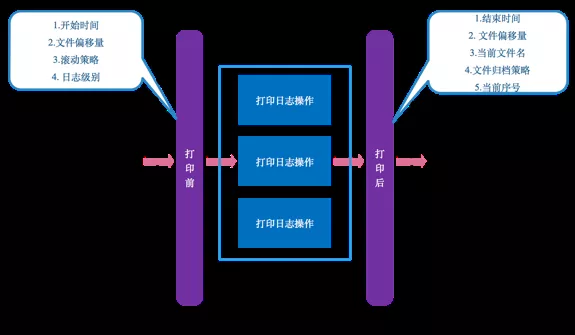 1.开始时间
2.文件偏移量
3.滚动策略
4. 日志级别
1.结束时间
2. 文件偏移量
3.当前文件名
4.文件归档策略
5.当前序号
打印前
打印日志操作
打印日志操作
打印日志操作
打印后